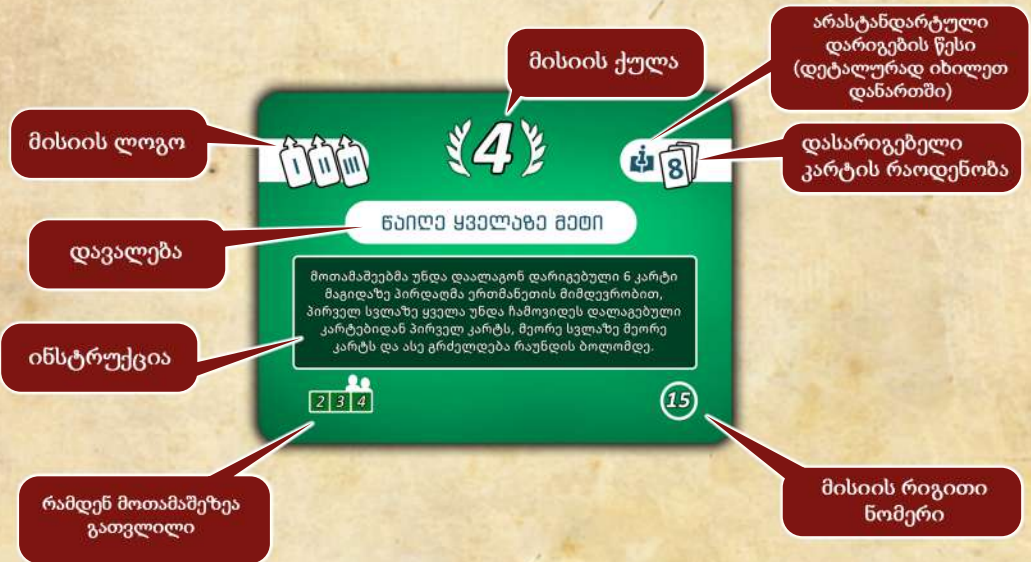 არასტანდარტული
დარიგების წესი
(დეტალურად იხილეთ
დანართში)
მისიის ქულა
მისიის ლოგო
I II III
4
8
დასარიგებელი
კარტის რაოდენობა
წაიღე ყველაზე მეტი
დავალება
მოთამაშეებმა უნდა დაალაგონ დარიგებული 6 კარტი
მაგიდაზე პირდაღმა ერთმანეთის მიმდევრობით,
პირველ სვლაზე ყველა უნდა ჩამოვიდეს დალაგებული
კარტებიდან პირველ კარტს, მეორე სვლაზე მეორე
კარტს და ასე გრძელდება რაუნდის ბოლომდე.
ინსტრუქცია
2 3 4
15
რამდენ მოთამაშეზეა
გათვლილი
მისიის რიგითი
ნომერი